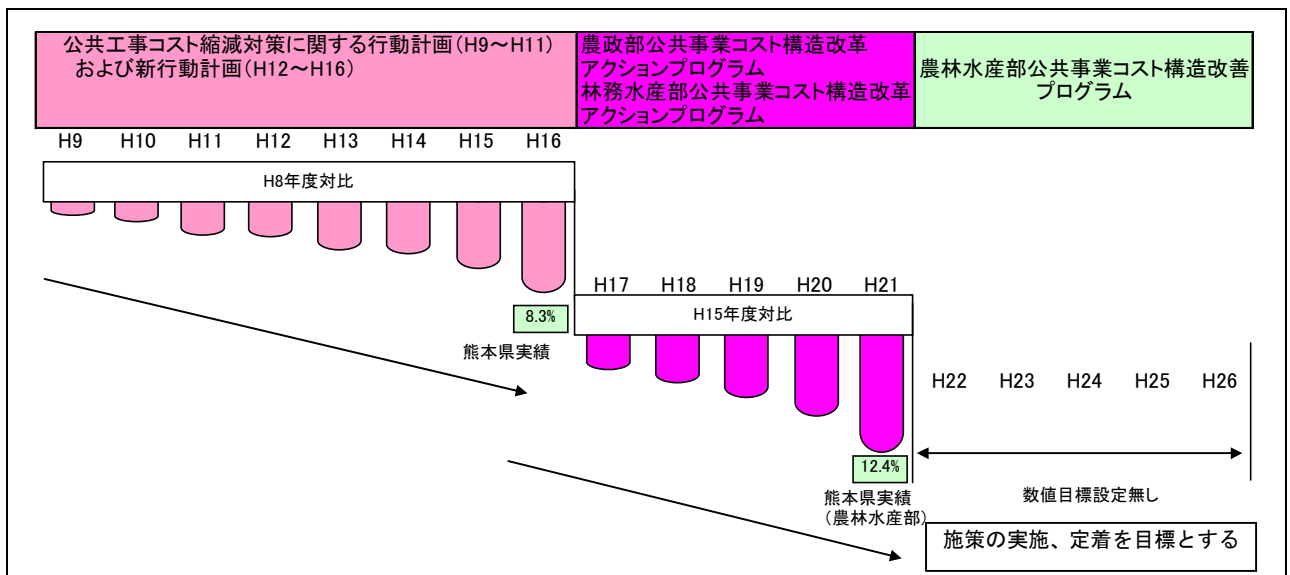 公共工事コスト縮減対策に関する行動計画(H9～H11)
および新行動計画(H12～H16)
農政部公共事業コスト構造改革
アクションプログラム
林務水産部公共事業コスト構造改革
アクションプログラム
農林水産部公共事業コスト構造改善
プログラム
H9 H10 H11 H12 H13 H14 H15 H16
H8年度対比
8.3%
熊本県実績
H17 H18 H19 H20 H21
H15年度対比
12.4%
熊本県実績
(農林水産部)
H22 H23 H24 H25 H26
数値目標設定無し
施策の実施、定着を目標とする